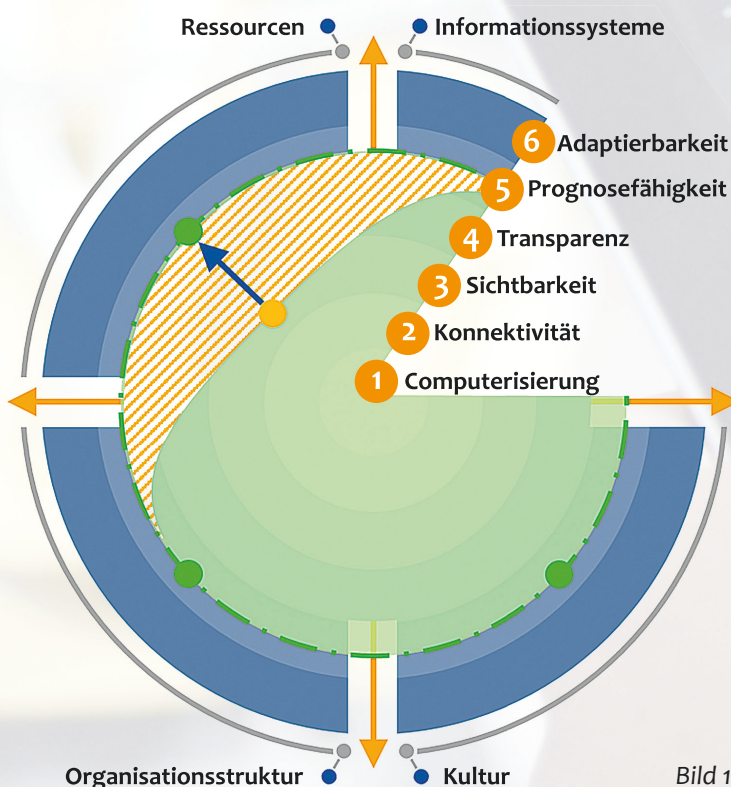 Ressourcen
Informationssysteme
6 Adaptierbarkeit
5 Prognosefähigkeit
4 Transparenz
3 Sichtbarkeit
2 Konnektivität
1 Computerisierung
Organisationsstruktur
Kultur
Bild 1